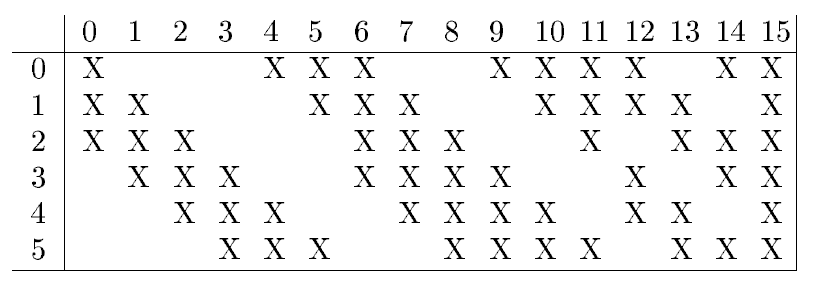 0 1 2 3 4 5 6 7 8 9 10 11 12 13 14 15
0 X X X X X X X X X X
1 X X X X X X X X X X
2 X X X X X X X X X X
3 X X X X X X X X X X
4 X X X X X X X X X X
5 X X X X X X X X X X